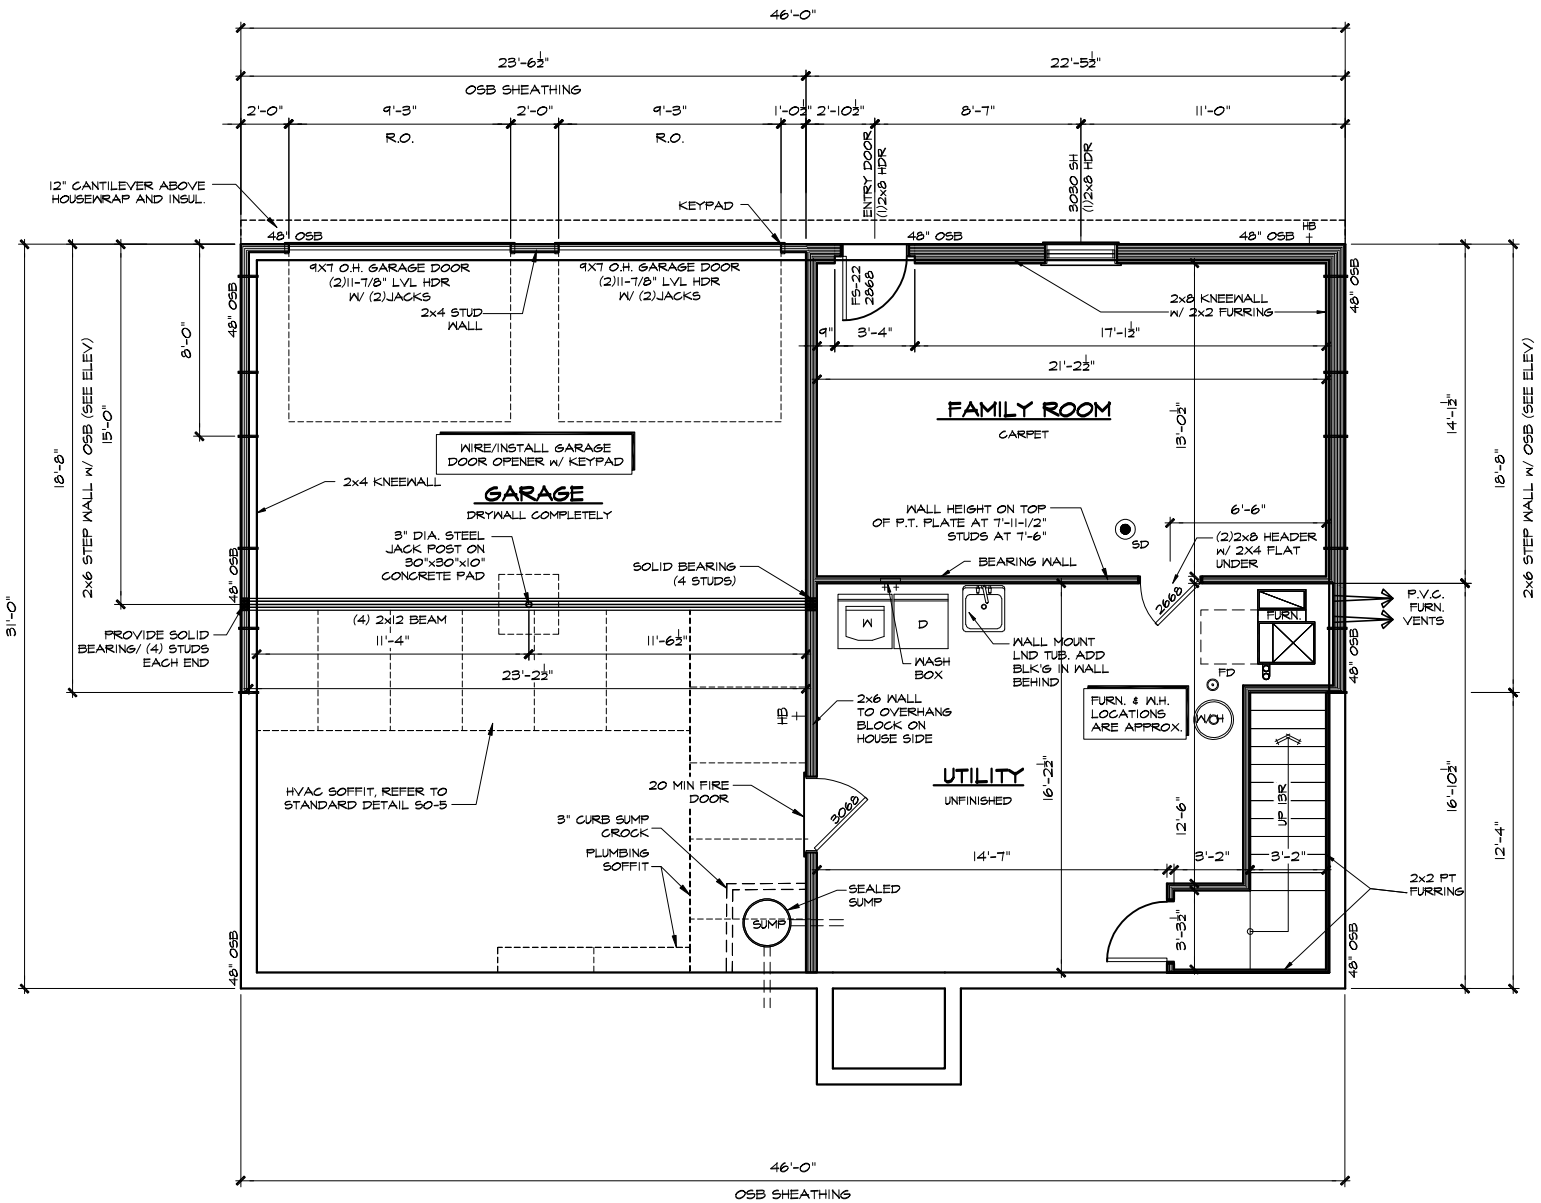 46'-0"
23'-6½"
22'-5½"
OSB SHEATHING
2'-0"
9'-3"
2'-0"
9'-3"
1'-0½"
2'-10½"
8'-7"
11'-0"
R.O.
R.O.
ENTRY DOOR
(1)2x8 HDR
3030 SH
(1)2x8 HDR
12" CANTILEVER ABOVE
HOUSEWRAP AND INSUL.
KEYPAD
48" OSB
48" OSB
48" OSB
HB
9X7 O.H. GARAGE DOOR
(2)11-7/8" LVL HDR
W/ (2)JACKS
9X7 O.H. GARAGE DOOR
(2)11-7/8" LVL HDR
W/ (2)JACKS
2x4 STUD
WALL
FS-22
2868
2x8 KNEEWALL
W/ 2x2 FURRING
48" OSB
48" OSB
9"
3'-4"
17'-1½"
21'-2½"
8'-0"
15'-0"
2X6 STEP WALL W/ OSB (SEE ELEV)
18'-8"
31'-0"
FAMILY ROOM
CARPET
13'-0½"
14'-1½"
18'-8"
2X6 STEP WALL W/ OSB (SEE ELEV)
WIRE/INSTALL GARAGE
DOOR OPENER W/ KEYPAD
2x4 KNEEWALL
GARAGE
DRYWALL COMPLETELY
3" DIA. STEEL
JACK POST ON
30"x30"x10"
CONCRETE PAD
WALL HEIGHT ON TOP
OF P.T. PLATE AT 7'-11-1/2"
STUDS AT 7'-6"
6'-6"
SD
(2)2x8 HEADER
W/ 2X4 FLAT
UNDER
SOLID BEARING
(4 STUDS)
BEARING WALL
48" OSB
2668
(4) 2x12 BEAM
11'-4"
11'-6½"
23'-2½"
PROVIDE SOLID
BEARING/ (4) STUDS
EACH END
W
D
FURN.
P.V.C.
FURN.
VENTS
WASH
BOX
WALL MOUNT
LND TUB. ADD
BLK'G IN WALL
BEHIND
FD
48" OSB
HB
2x6 WALL
TO OVERHANG
BLOCK ON
HOUSE SIDE
FURN. & W.H.
LOCATIONS
ARE APPROX.
HVAC SOFFIT, REFER TO
STANDARD DETAIL SO-5
20 MIN FIRE
DOOR
3068
UTILITY
UNFINISHED
16'-2½"
12'-6"
UP 13R
16'-10½"
12'-4"
3" CURB SUMP
CROCK
PLUMBING
SOFFIT
14'-7"
3'-2"
3'-2"
SEALED
SUMP
SUMP
2x2 PT
FURRING
3'-3½"
48" OSB
48" OSB
46'-0"
OSB SHEATHING